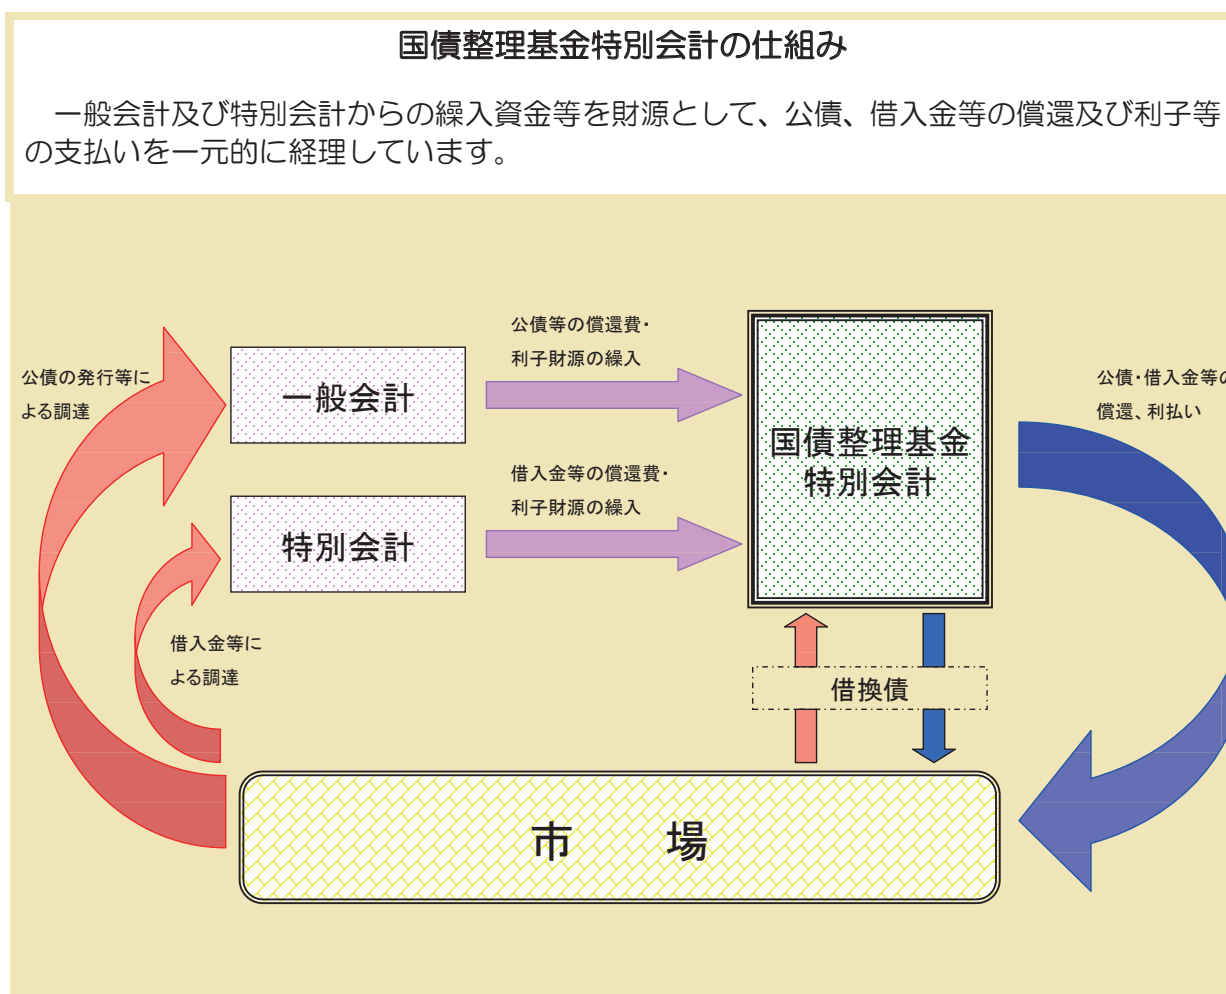 国債整理基金特別会計の仕組み
一般会計及び特別会計からの繰入資金等を財源として、公債、借入金等の償還及び利子等
の支払いを一元的に経理しています。
公債の発行等に
よる調達
一般会計
公債等の償還費・
利子財源の繰入
国債整理基金
特別会計
公債・借入金等の
償還、利払い
特別会計
借入金等の償還費・
利子財源の繰入
借入金等に
よる調達
借換債
市 場